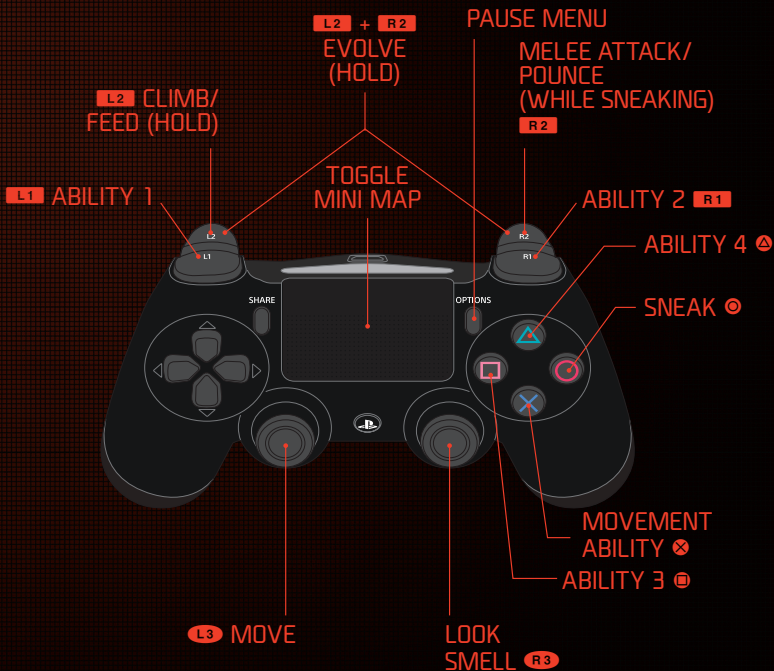 L2 + R2
EVOLVE
(HOLD)
PAUSE MENU
MELEE ATTACK/
POUNCE
(WHILE SNEAKING)
R2
L2 CLIMB/
FEED (HOLD)
TOGGLE
MINI MAP
L1 ABILITY 1
ABILITY 2 R1
L2
L1
R2
R1
ABILITY 4
SHARE
OPTIONS
SNEAK
MOVEMENT
ABILITY
ABILITY 3
L3 MOVE
LOOK
SMELL R3